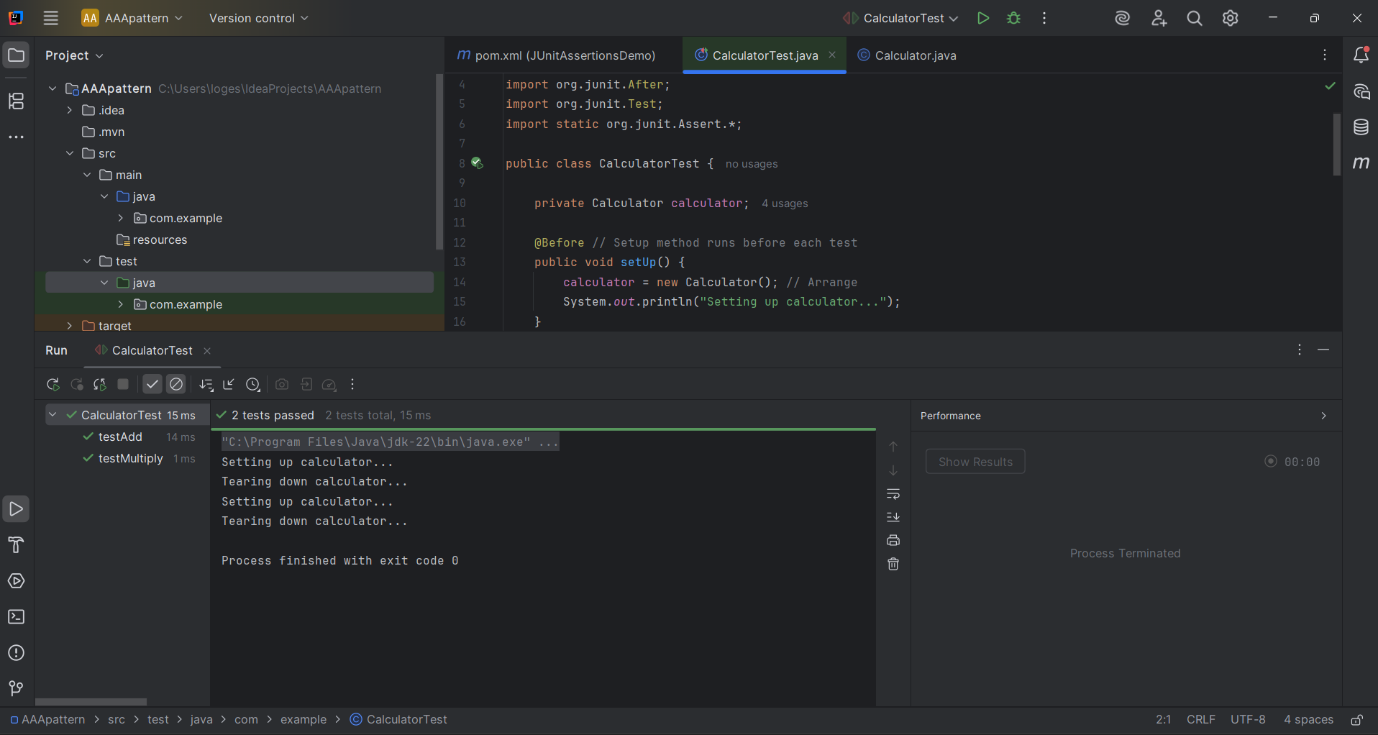 AA AAApattern Version control CalculatorTest
Project
AAApattern C:\Users\loges\IdeaProjects\AAApattern
.idea
.mvn
src
main
java
com.example
resources
test
java
com.example
target
m pom.xml (JUnitAssertionsDemo) CalculatorTest.java Calculator.java
4 import org.junit.After;
5 import org.junit.Test;
6 import static org.junit.Assert.*;
7
8 public class CalculatorTest { no usages
9
10 private Calculator calculator; 4 usages
11
12 @Before // Setup method runs before each test
13 public void setUp() {
14 calculator = new Calculator(); // Arrange
15 System.out.println("Setting up calculator...");
16 }
m
Run CalculatorTest
CalculatorTest 15 ms
testAdd 14 ms
testMultiply 1 ms
2 tests passed 2 tests total, 15 ms
"C:\Program Files\Java\jdk-22\bin\java.exe" ...
Setting up calculator...
Tearing down calculator...
Setting up calculator...
Tearing down calculator...
Process finished with exit code 0
Performance
Show Results 00:00
Process Terminated
AAApattern > src > test > java > com > example > CalculatorTest 2:1 CRLF UTF-8 4 spaces